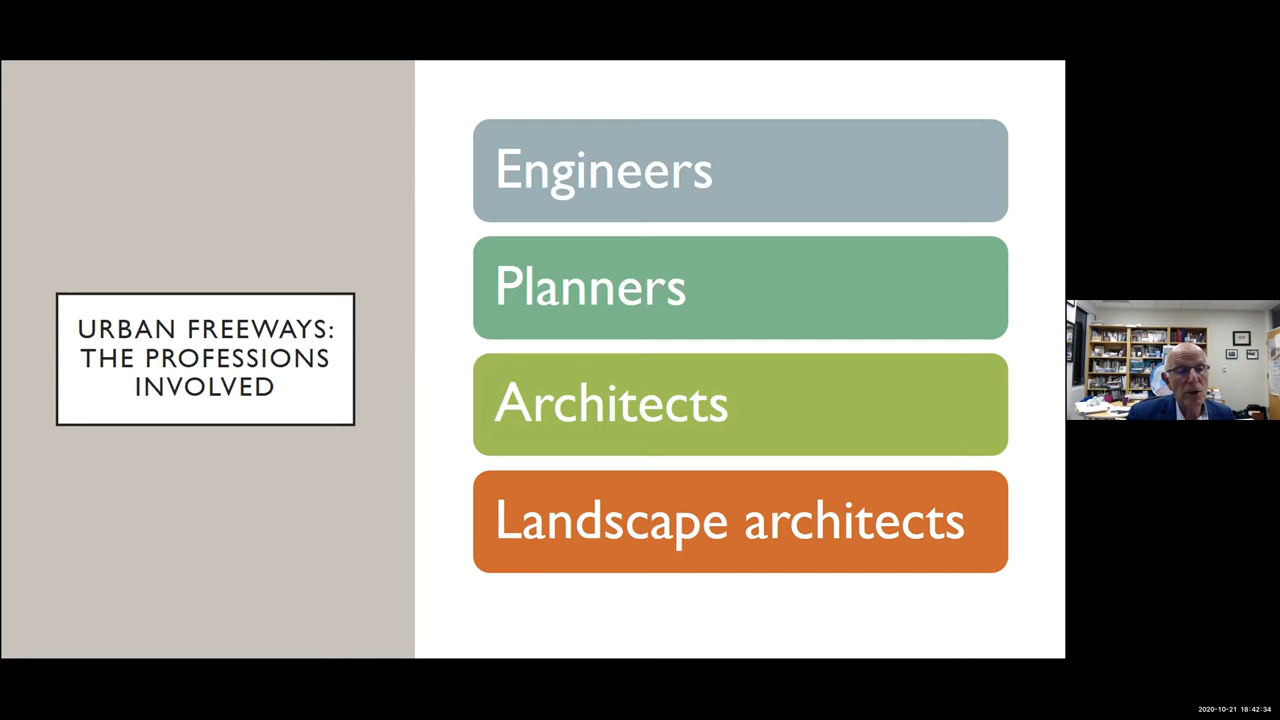 URBAN FREEWAYS:
THE PROFESSIONS
INVOLVED
Engineers
Planners
Architects
Landscape architects
2020-10-21 18:42:34